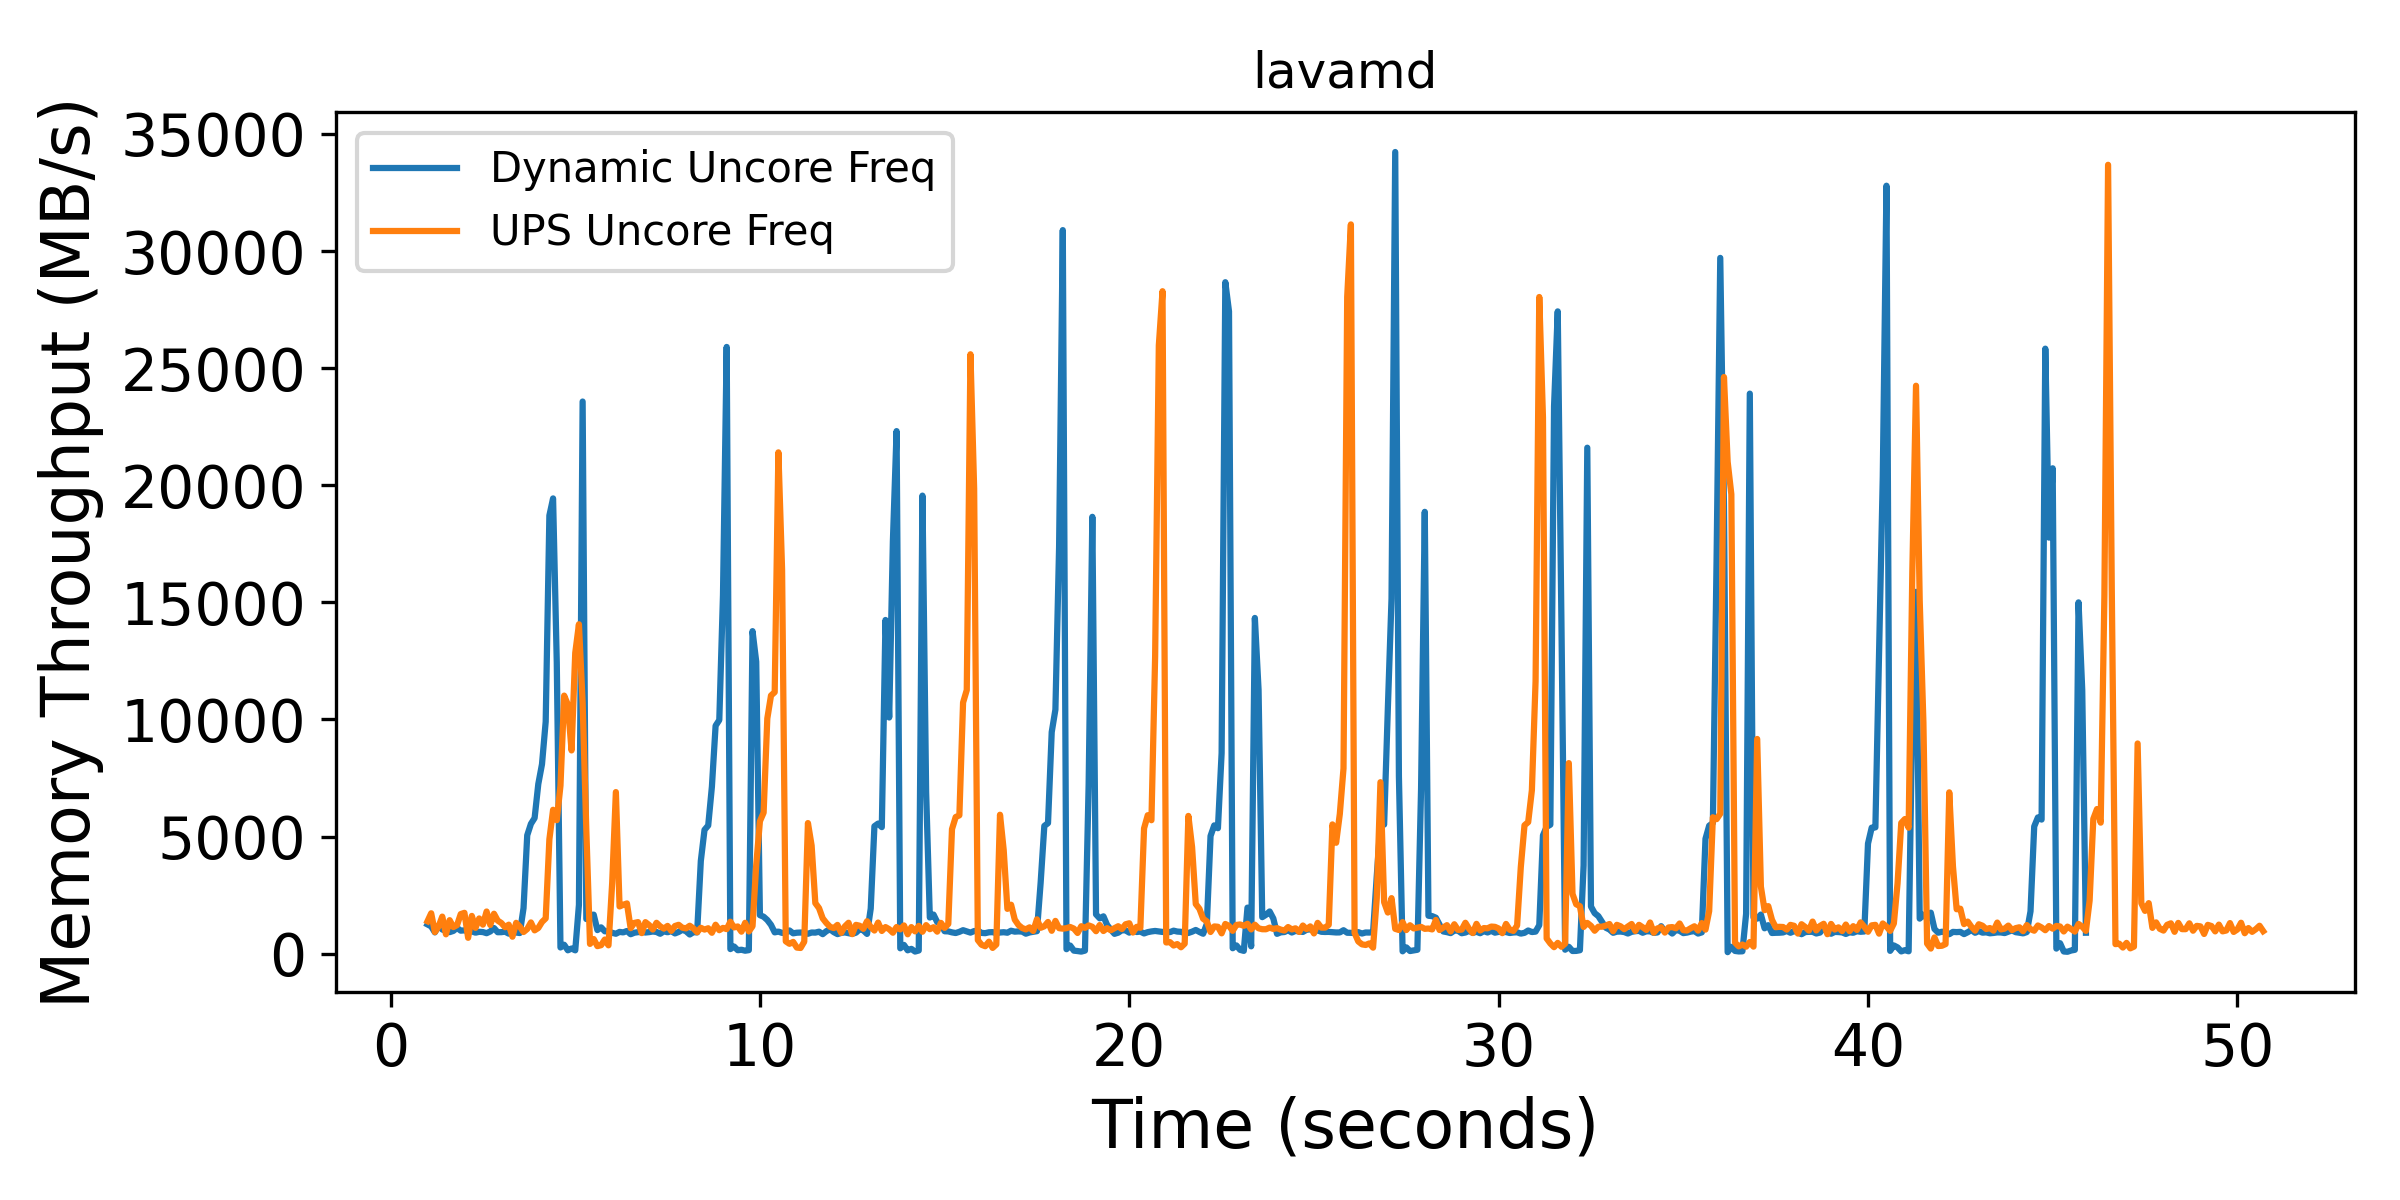 lavamd
Memory Throughput (MB/s)
35000
30000
25000
20000
15000
10000
5000
0
Dynamic Uncore Freq
UPS Uncore Freq
0 10 20 30 40 50
Time (seconds)